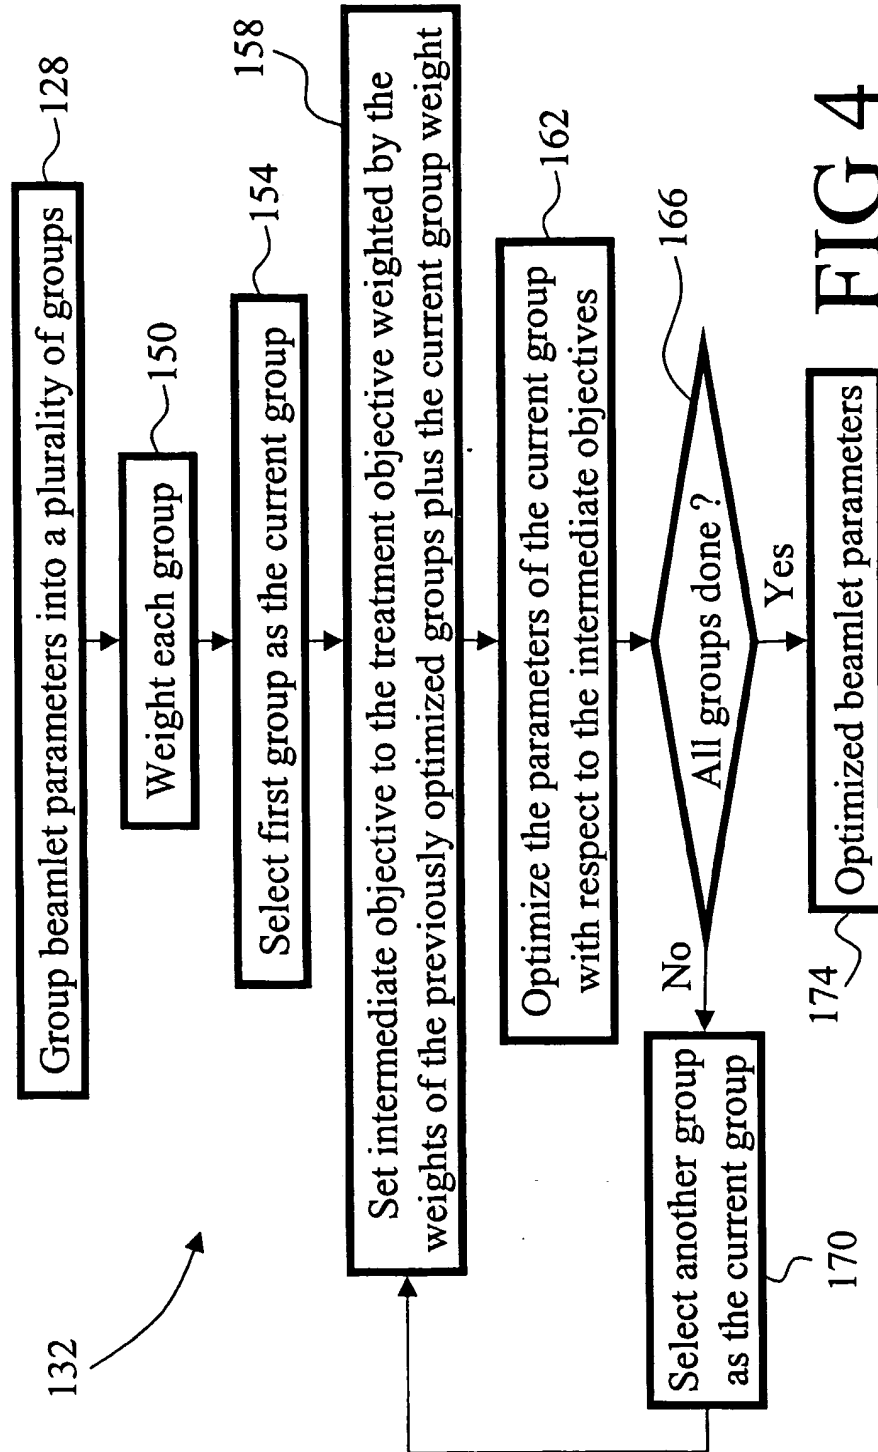 132
Group beamlet parameters into a plurality of groups
128
Weight each group
150
Select first group as the current group
154
158
Set intermediate objective to the treatment objective weighted by the
weights of the previously optimized groups plus the current group weight
Optimize the parameters of the current group
with respect to the intermediate objectives
162
All groups done ?
166
No
Yes
Select another group
as the current group
170
174
Optimized beamlet parameters
FIG 4